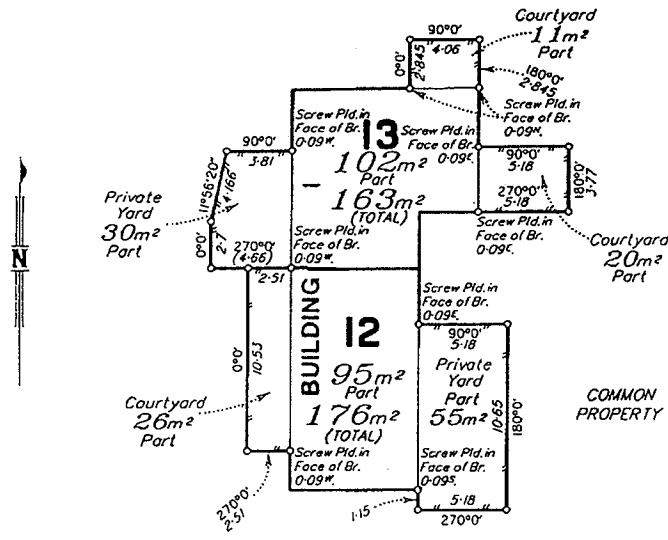 Courtyard
11m²
Part
90°0'
4·06
0°0'
2·845
180°0'
2·845
Screw Pld. in
Face of Br.
0·09N.
Screw Pld. in
Face of Br.
0·09W.
13
Screw Pld. in
Face of Br.
0·09E.
102m²
Part
163m²
(TOTAL)
90°0'
3·81
11°56'20"
4·166
Private
Yard
30m²
Part
0°0'
2·7
270°0'
(4·66)
2·51
90°0'
5·18
270°0'
5·18
180°0'
3·77
Screw Pld. in
Face of Br.
0·09E.
Courtyard
20m²
Part
N
Screw Pld. in
Face of Br.
0·09W.
BUILDING
12
95m²
Part
176m²
(TOTAL)
Screw Pld. in
Face of Br.
0·09E.
90°0'
5·18
Private
Yard
Part
55m²
10·65
180°0'
COMMON
PROPERTY
0°0'
10·53
Courtyard
26m²
Part
270°0'
2·51
Screw Pld. in
Face of Br.
0·09W.
Screw Pld. in
Face of Br.
0·09S.
1·15
5·18
270°0'